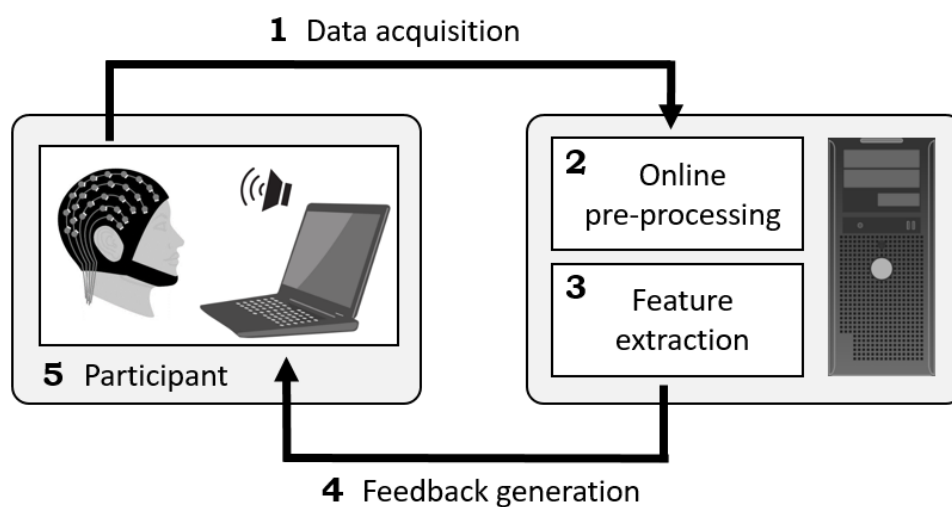 1 Data acquisition
2 Online
pre-processing
3 Feature
extraction
5 Participant
4 Feedback generation